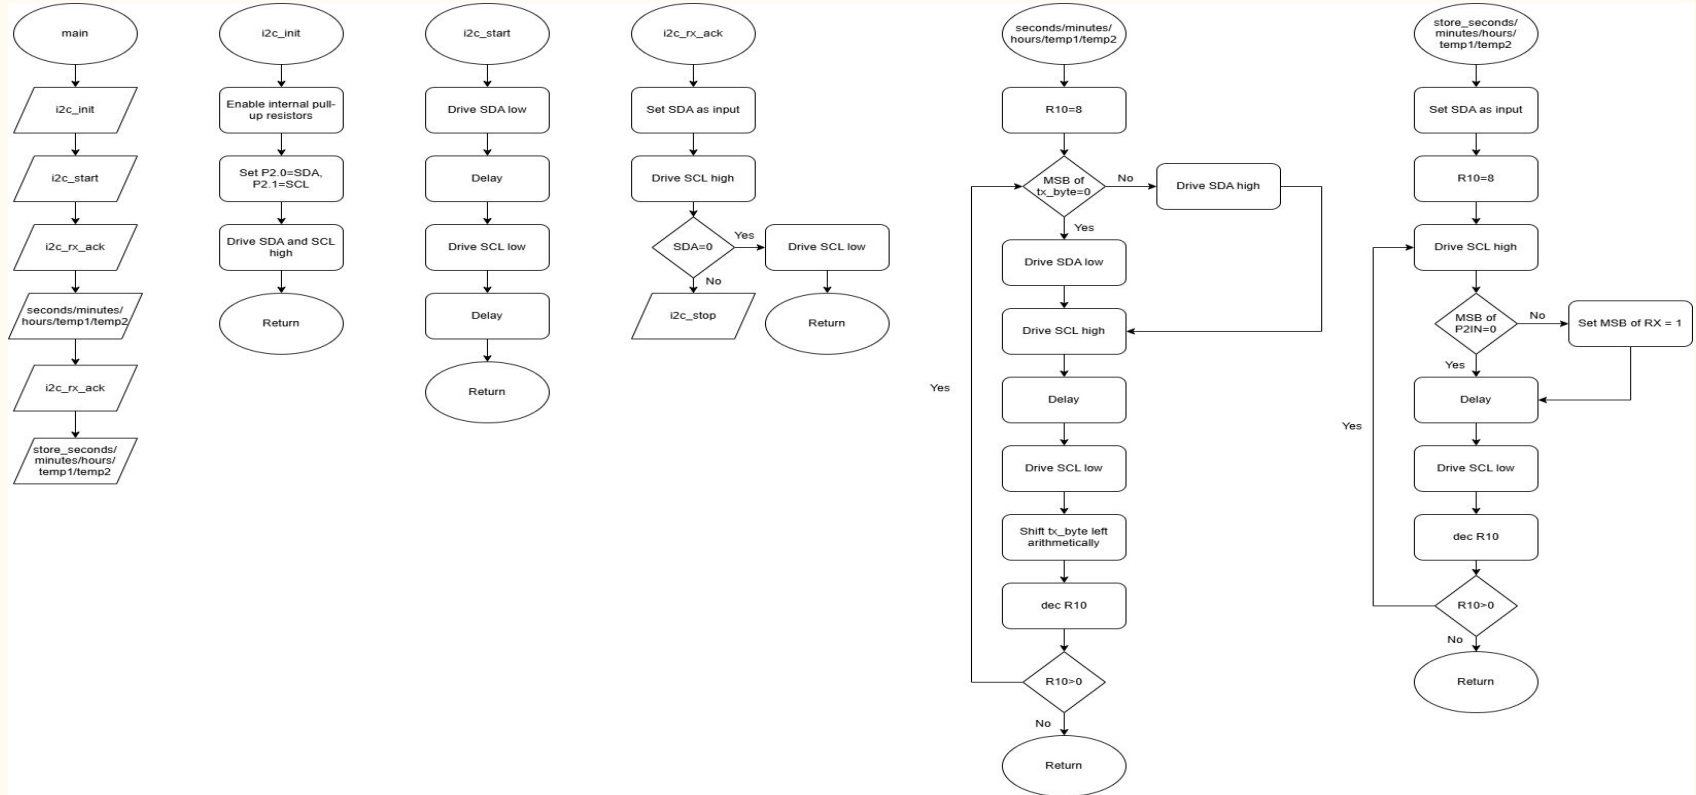 main
i2c_init
i2c_start
i2c_rx_ack
seconds/minutes/
hours/temp1/temp2
i2c_rx_ack
store_seconds/
minutes/hours/
temp1/temp2
i2c_init
Enable internal pull-
up resistors
Set P2.0=SDA,
P2.1=SCL
Drive SDA and SCL
high
Return
i2c_start
Drive SDA low
Delay
Drive SCL low
Delay
Return
i2c_rx_ack
Set SDA as input
Drive SCL high
SDA=0
Yes
Drive SCL low
No
i2c_stop
Return
seconds/minutes/
hours/temp1/temp2
R10=8
MSB of
tx_byte=0
No
Drive SDA high
Yes
Drive SDA low
Drive SCL high
Yes
Delay
Drive SCL low
Shift tx_byte left
arithmetically
dec R10
R10>0
No
Return
store_seconds/
minutes/hours/
temp1/temp2
Set SDA as input
R10=8
Drive SCL high
MSB of
P2IN=0
No
Set MSB of RX = 1
Yes
Delay
Yes
Drive SCL low
dec R10
R10>0
No
Return